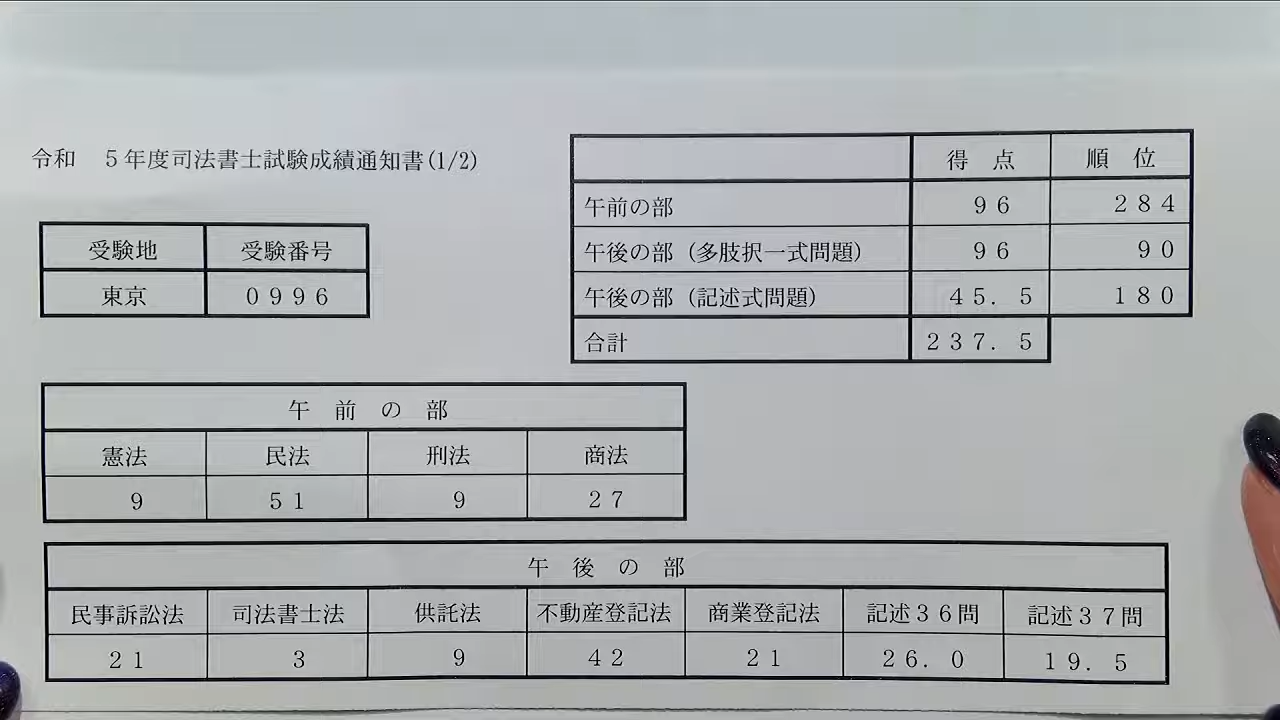 令和 5年度司法書士試験成績通知書(1/2)
受験地 受験番号
東京 0996
得点 順位
午前の部 96 284
午後の部（多肢択一式問題） 96 90
午後の部（記述式問題） 45.5 180
合計 237.5
午前の部
憲法 民法 刑法 商法
9 51 9 27
午後の部
民事訴訟法 司法書士法 供託法 不動産登記法 商業登記法 記述36問 記述37問
21 3 9 42 21 26.0 19.5